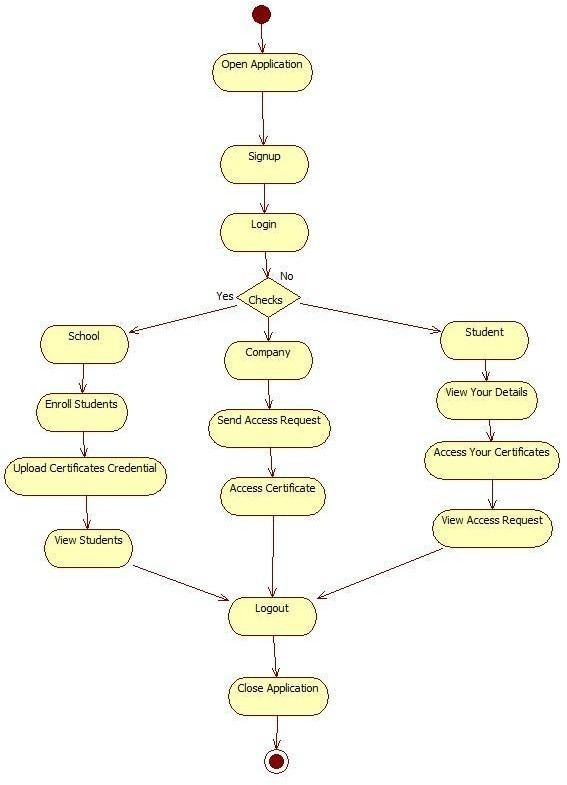 Open Application
Signup
Login
No
Yes
Checks
School
Company
Student
Enroll Students
Send Access Request
View Your Details
Upload Certificates Credential
Access Certificate
Access Your Certificates
View Students
View Access Request
Logout
Close Application